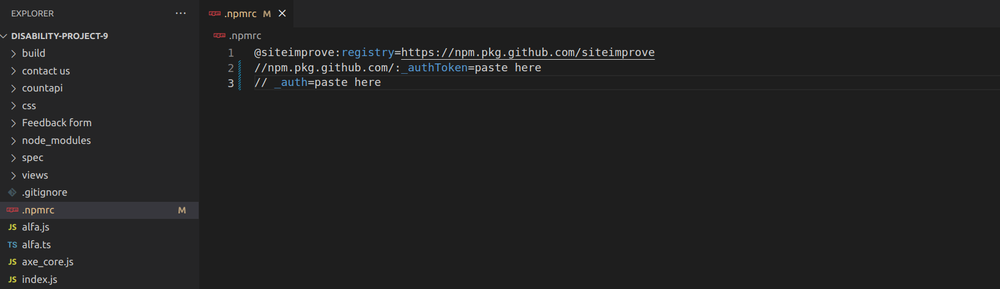 EXPLORER ...
DISABILITY-PROJECT-9
build
contact us
countapi
css
Feedback form
node_modules
spec
views
.gitignore
.npmrc M
JS alfa.js
TS alfa.ts
JS axe_core.js
JS index.js
.npmrc M
.npmrc
1 @siteimprove:registry=https://npm.pkg.github.com/siteimprove
2 //npm.pkg.github.com/:_authToken=paste here
3 // _auth=paste here